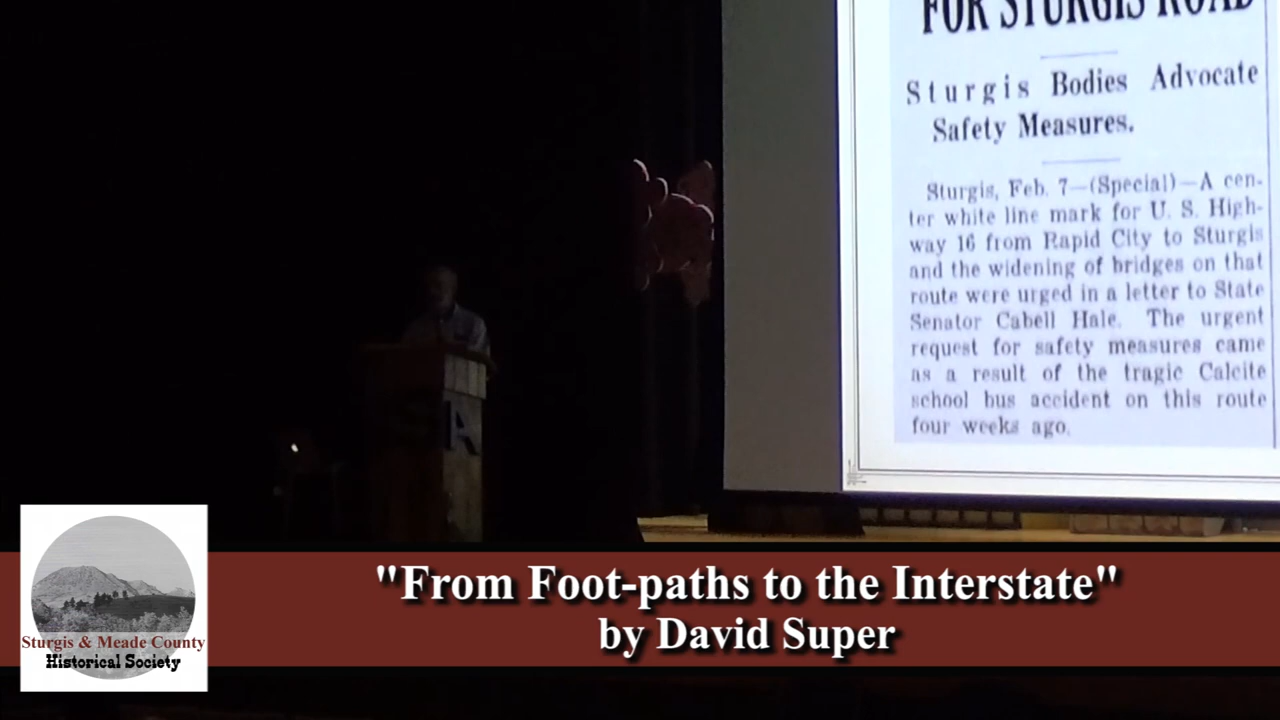 FOR STURGIS ROAD
Sturgis Bodies Advocate
Safety Measures.
Sturgis, Feb. 7—(Special)—A cen-
ter white line mark for U. S. High-
way 16 from Rapid City to Sturgis
and the widening of bridges on that
route were urged in a letter to State
Senator Cabell Hale. The urgent
request for safety measures came
as a result of the tragic Calcite
school bus accident on this route
four weeks ago.
A
"From Foot-paths to the Interstate"
by David Super
Sturgis & Meade County
Historical Society